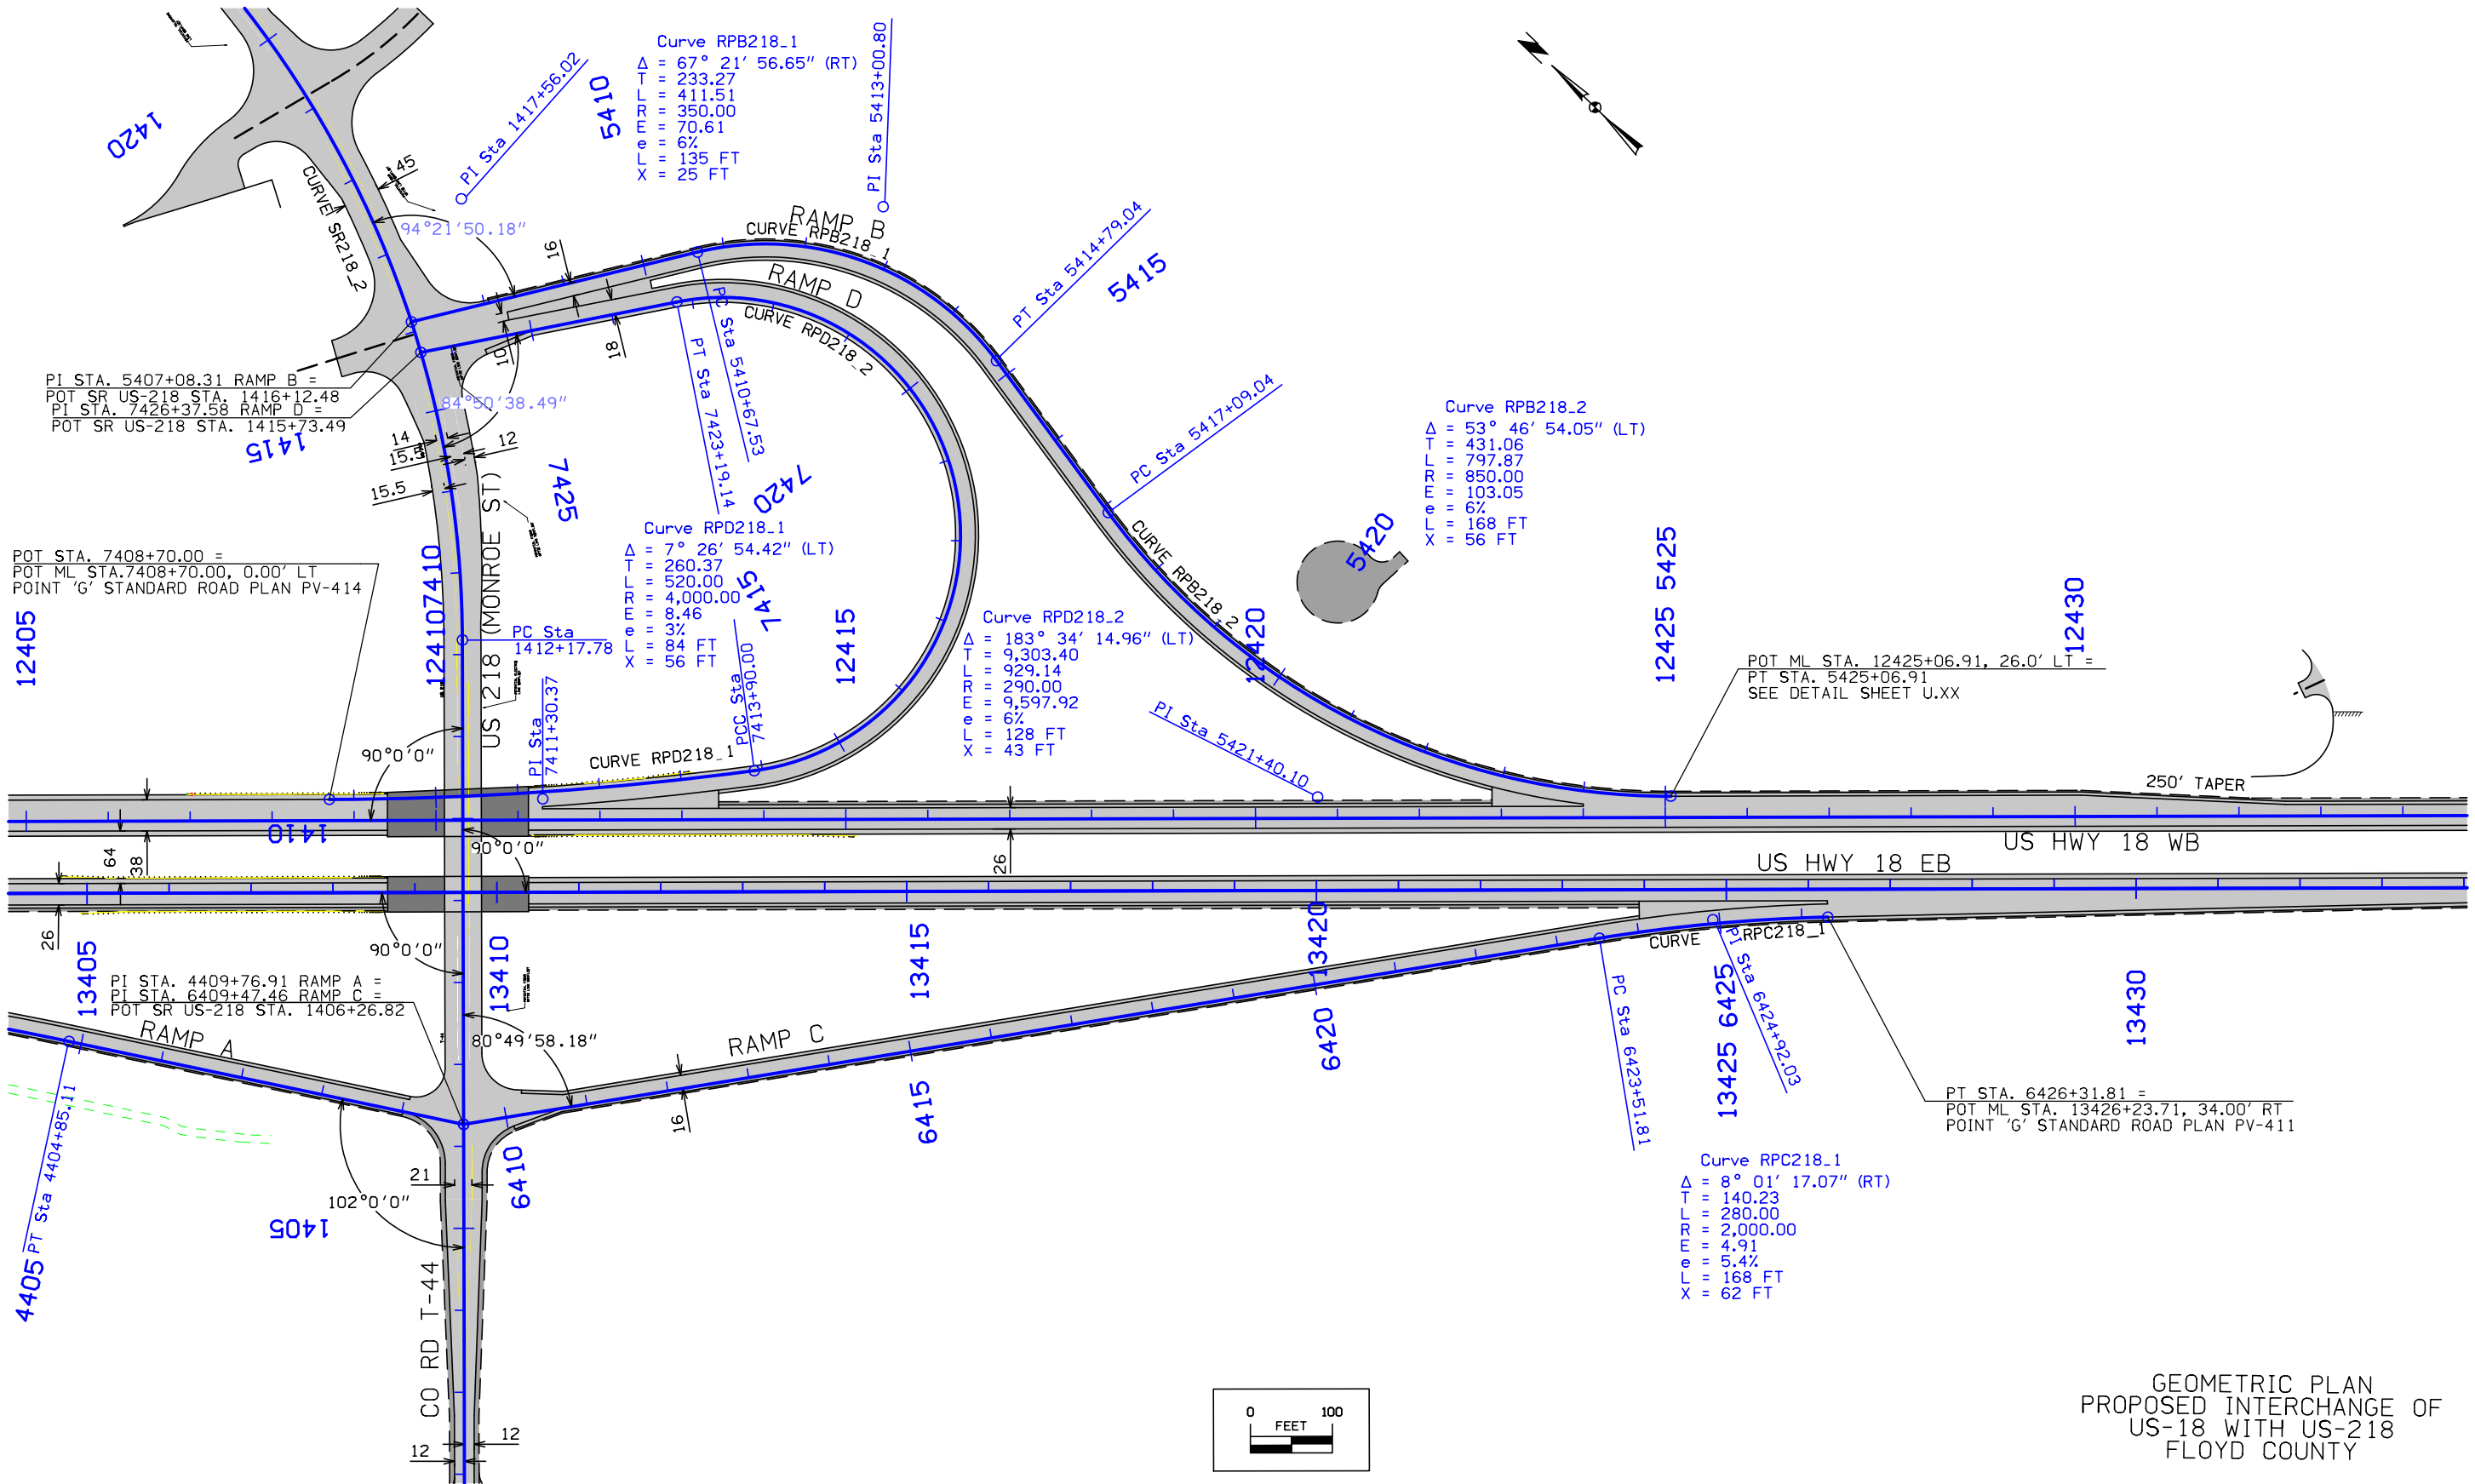 Curve RPB218_1
Δ = 67° 21' 56.65" (RT)
T = 233.27
L = 411.51
R = 350.00
E = 70.61
e = 6%
L = 135 FT
X = 25 FT
PI Sta 1417+56.02
5410
PI Sta 5413+00.80
N
1420
45
CURVE SR218_2
94°21'50.18"
16
RAMP B
CURVE RPB218_1
RAMP D
CURVE RPD218_2
PT Sta 5414+79.04
5415
PC Sta 5410+67.53
PT Sta 7423+19.14
10
18
PI STA. 5407+08.31 RAMP B =
POT SR US-218 STA. 1416+12.48
PI STA. 7426+37.58 RAMP D =
POT SR US-218 STA. 1415+73.49
84°50'38.49"
1415
14
15.5
12
15.5
7425
7420
PC Sta 5417+09.04
Curve RPB218_2
Δ = 53° 46' 54.05" (LT)
T = 431.06
L = 797.87
R = 850.00
E = 103.05
e = 6%
L = 168 FT
X = 56 FT
5420
CURVE RPB218_2
POT STA. 7408+70.00 =
POT ML STA.7408+70.00, 0.00' LT
POINT 'G' STANDARD ROAD PLAN PV-414
Curve RPD218_1
Δ = 7° 26' 54.42" (LT)
T = 260.37
L = 520.00
R = 4,000.00
E = 8.46
e = 3%
L = 84 FT
X = 56 FT
7415
Curve RPD218_2
Δ = 183° 34' 14.96" (LT)
T = 9,303.40
L = 929.14
R = 290.00
E = 9,597.92
e = 6%
L = 128 FT
X = 43 FT
12405
12410
7410
US 218 (MONROE ST)
PC Sta
1412+17.78
12415
12420
12425
5425
12430
PI Sta
7411+30.37
PCC Sta
7413+90.00
PI Sta 5421+40.10
POT ML STA. 12425+06.91, 26.0' LT =
PT STA. 5425+06.91
SEE DETAIL SHEET U.XX
90°0'0"
CURVE RPD218_1
250' TAPER
1410
64
38
90°0'0"
26
US HWY 18 WB
US HWY 18 EB
26
90°0'0"
13405
13410
13415
13420
CURVE RPC218_1
13425
6425
13430
PI STA. 4409+76.91 RAMP A =
PI STA. 6409+47.46 RAMP C =
POT SR US-218 STA. 1406+26.82
RAMP A
80°49'58.18"
RAMP C
16
6410
6415
6420
PC Sta 6423+51.81
PI Sta 6424+92.03
PT STA. 6426+31.81 =
POT ML STA. 13426+23.71, 34.00' RT
POINT 'G' STANDARD ROAD PLAN PV-411
PT Sta 4404+85.11
4405
102°0'0"
21
1405
CO RD T-44
Curve RPC218_1
Δ = 8° 01' 17.07" (RT)
T = 140.23
L = 280.00
R = 2,000.00
E = 4.91
e = 5.4%
L = 168 FT
X = 62 FT
12
12
0 100
FEET
GEOMETRIC PLAN
PROPOSED INTERCHANGE OF
US-18 WITH US-218
FLOYD COUNTY